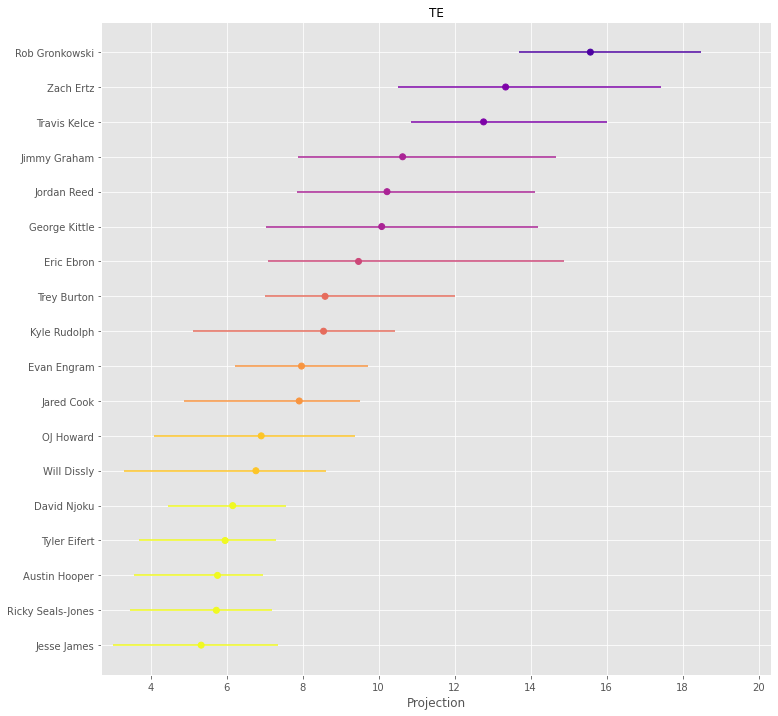 TE
Rob Gronkowski
Zach Ertz
Travis Kelce
Jimmy Graham
Jordan Reed
George Kittle
Eric Ebron
Trey Burton
Kyle Rudolph
Evan Engram
Jared Cook
OJ Howard
Will Dissly
David Njoku
Tyler Eifert
Austin Hooper
Ricky Seals-Jones
Jesse James
4 6 8 10 12 14 16 18 20
Projection